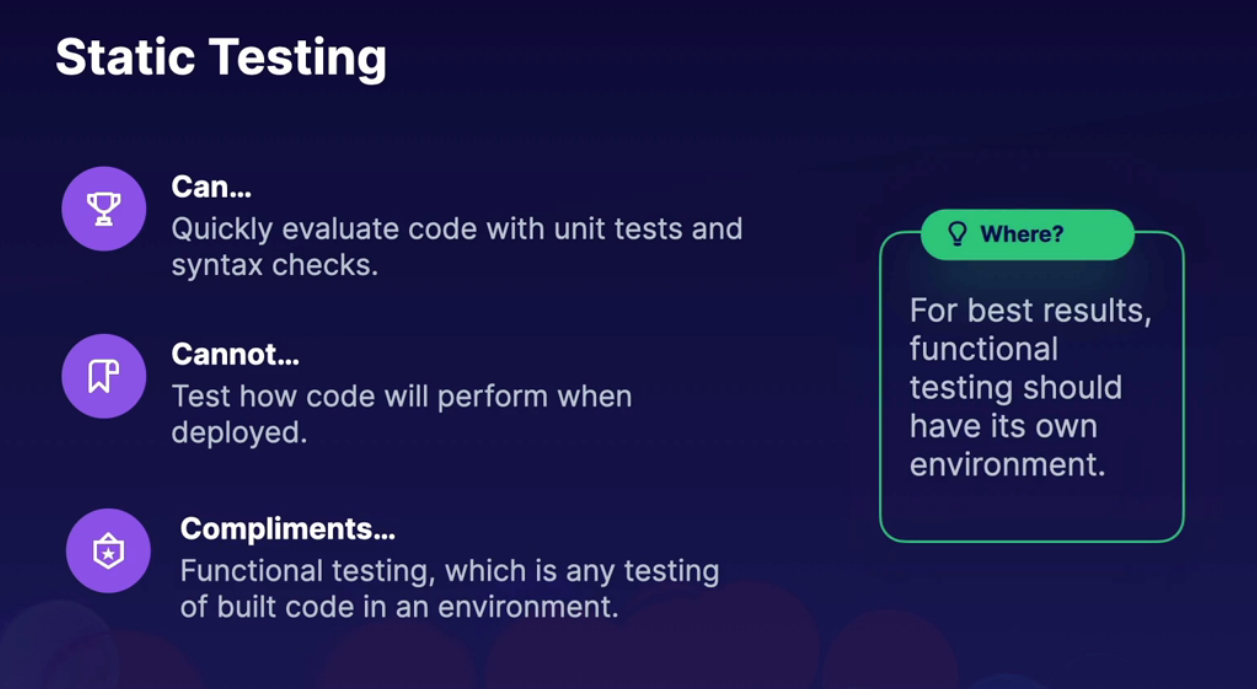 Static Testing
Can...
Quickly evaluate code with unit tests and
syntax checks.
Cannot...
Test how code will perform when
deployed.
Compliments...
Functional testing, which is any testing
of built code in an environment.
Where?
For best results,
functional
testing should
have its own
environment.